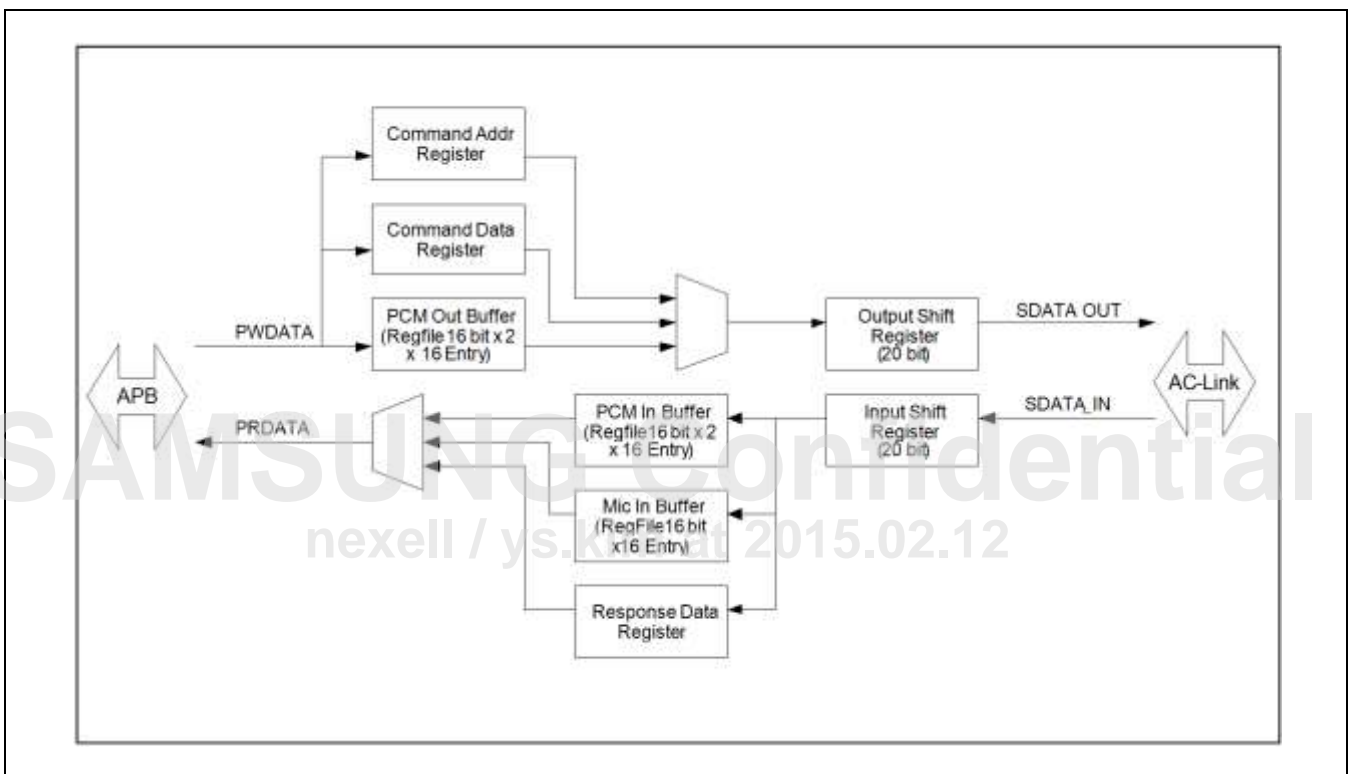 Command Addr
Register
Command Data
Register
PCM Out Buffer
(Regfile 16 bit x 2
x 16 Entry)
PWDATA
Output Shift
Register
(20 bit)
SDATA OUT
APB
AC-Link
PRDATA
PCM In Buffer
(Regfile16 bit x 2
x 16 Entry)
Input Shift
Register
(20 bit)
SDATA_IN
SAMSUNG Confidential
Mic In Buffer
(RegFile16 bit
x16 Entry)
nexell / at 2015.02.12
Response Data
Register